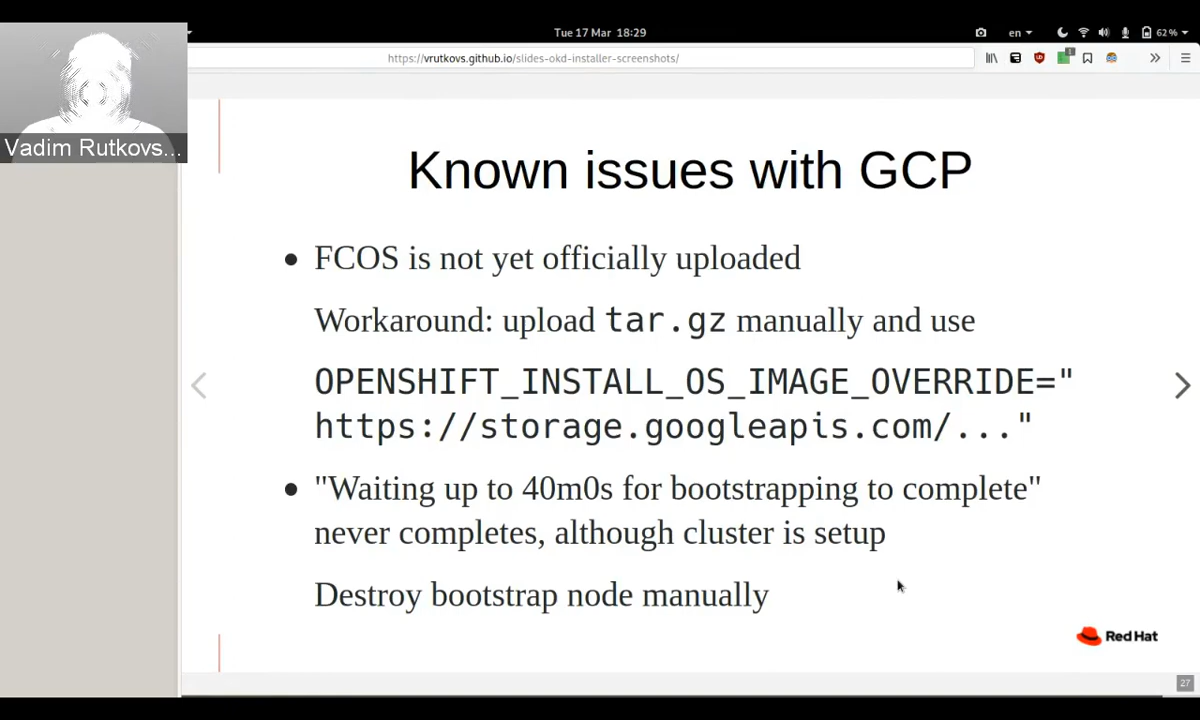 Tue 17 Mar 18:29
en
62%
https://vrutkovs.github.io/slides-okd-installer-screenshots/
Vadim Rutkovs...
Known issues with GCP
FCOS is not yet officially uploaded
Workaround: upload tar.gz manually and use
OPENSHIFT_INSTALL_OS_IMAGE_OVERRIDE="
https://storage.googleapis.com/..."
"Waiting up to 40m0s for bootstrapping to complete"
never completes, although cluster is setup
Destroy bootstrap node manually
Red Hat
27